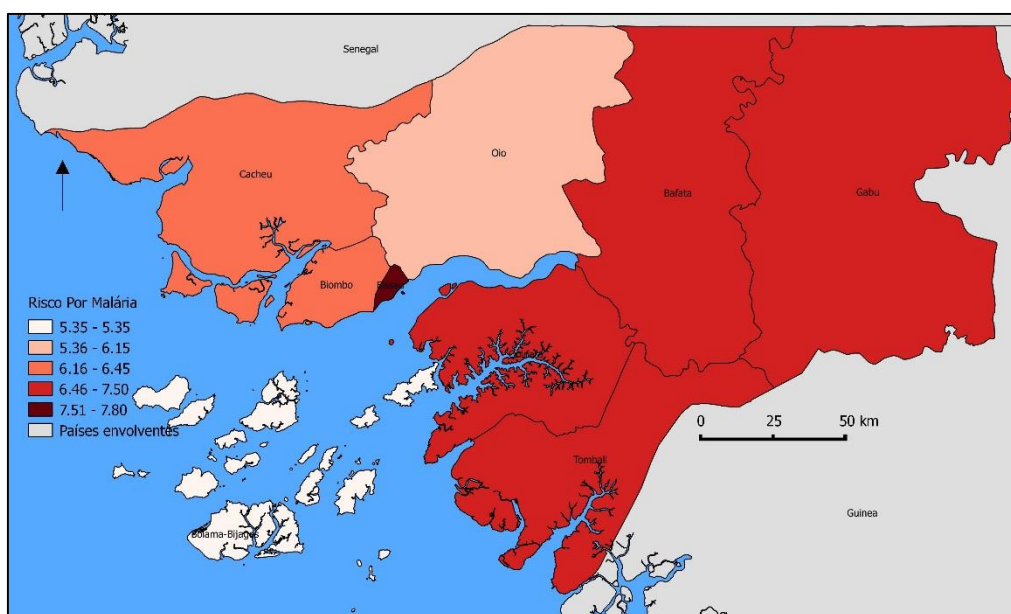 Senegal
Oio
Cacheu
Bafata
Gabu
Biombo
Risco Por Malária
5.35 - 5.35
5.36 - 6.15
6.16 - 6.45
6.46 - 7.50
7.51 - 7.80
Países envolventes
0 25 50 km
Tombali
Guinea
Bolama-Bijagós